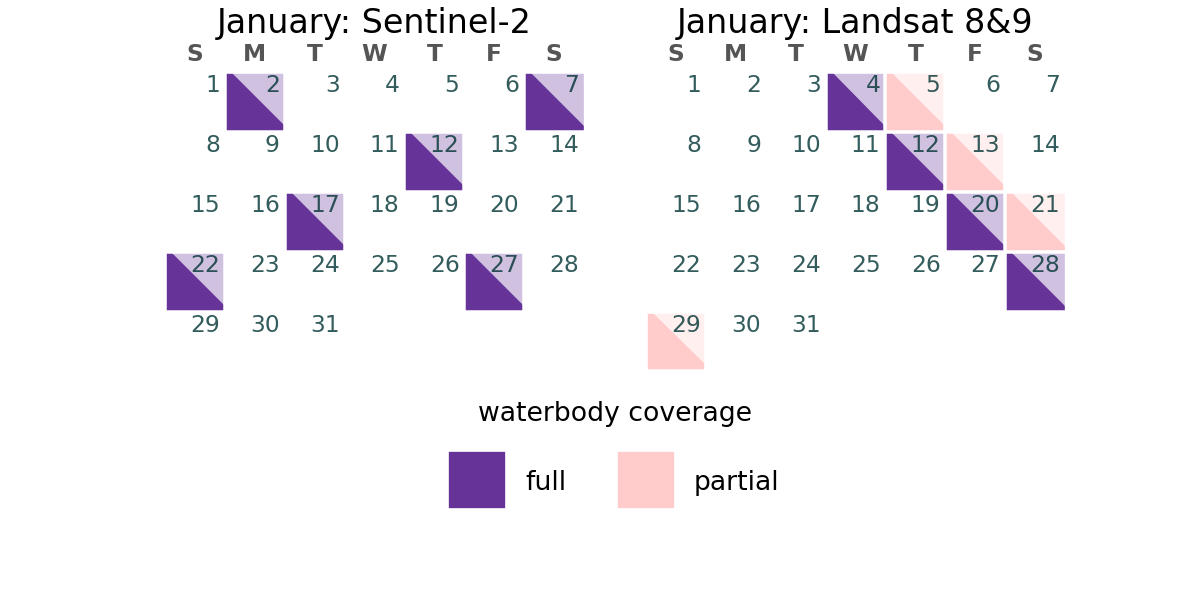 January: Sentinel-2
S M T W T F S
1 2 3 4 5 6 7
8 9 10 11 12 13 14
15 16 17 18 19 20 21
22 23 24 25 26 27 28
29 30 31
January: Landsat 8&9
S M T W T F S
1 2 3 4 5 6 7
8 9 10 11 12 13 14
15 16 17 18 19 20 21
22 23 24 25 26 27 28
29 30 31
waterbody coverage
full partial